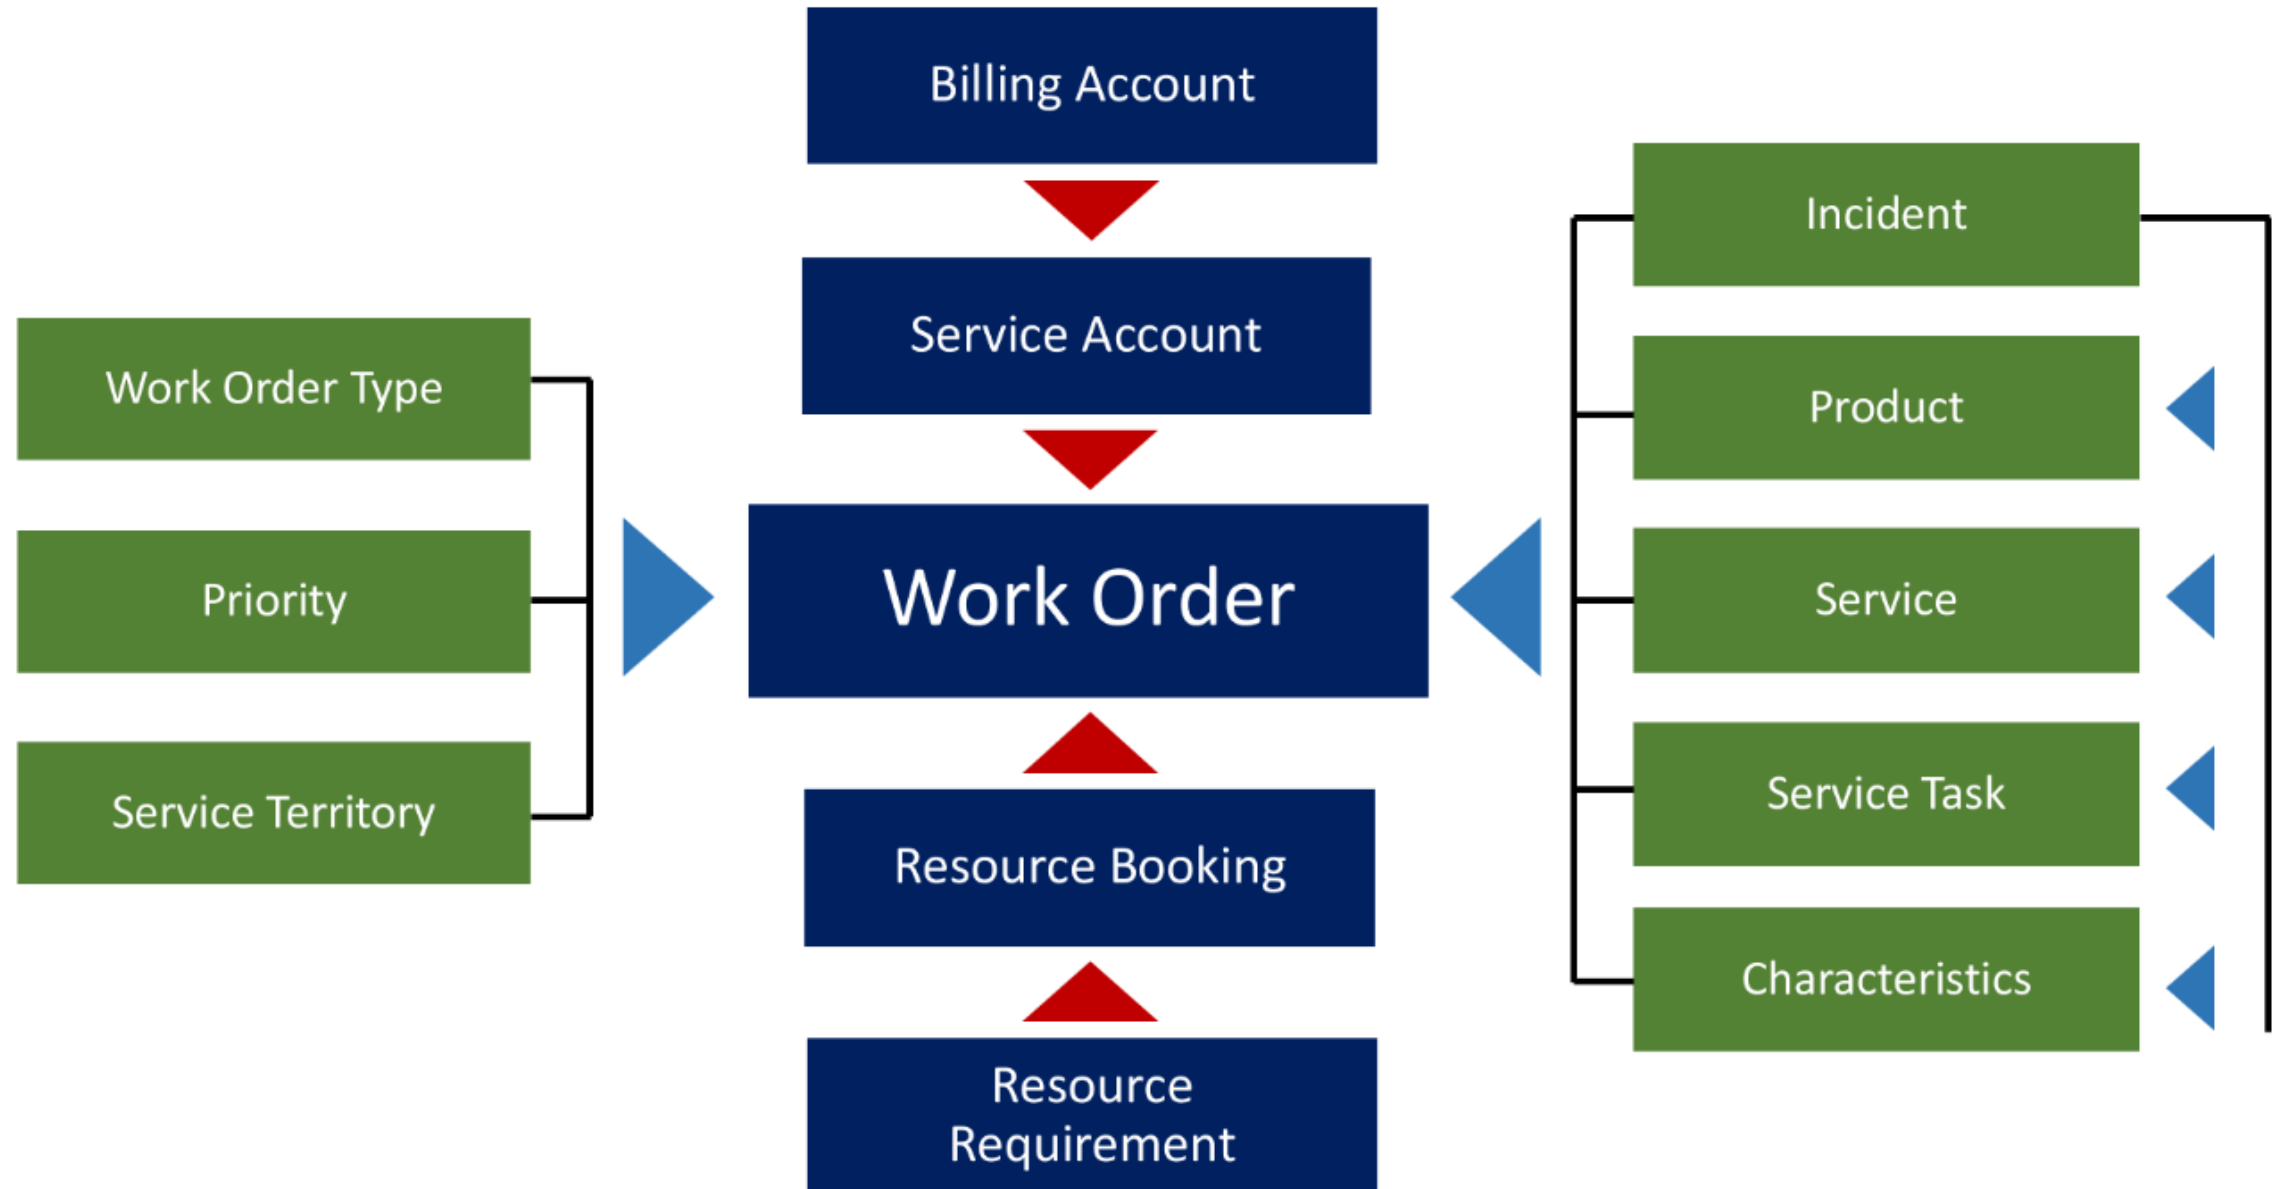 Billing Account
Service Account
Work Order
Resource Booking
Resource
Requirement
Work Order Type
Priority
Service Territory
Incident
Product
Service
Service Task
Characteristics